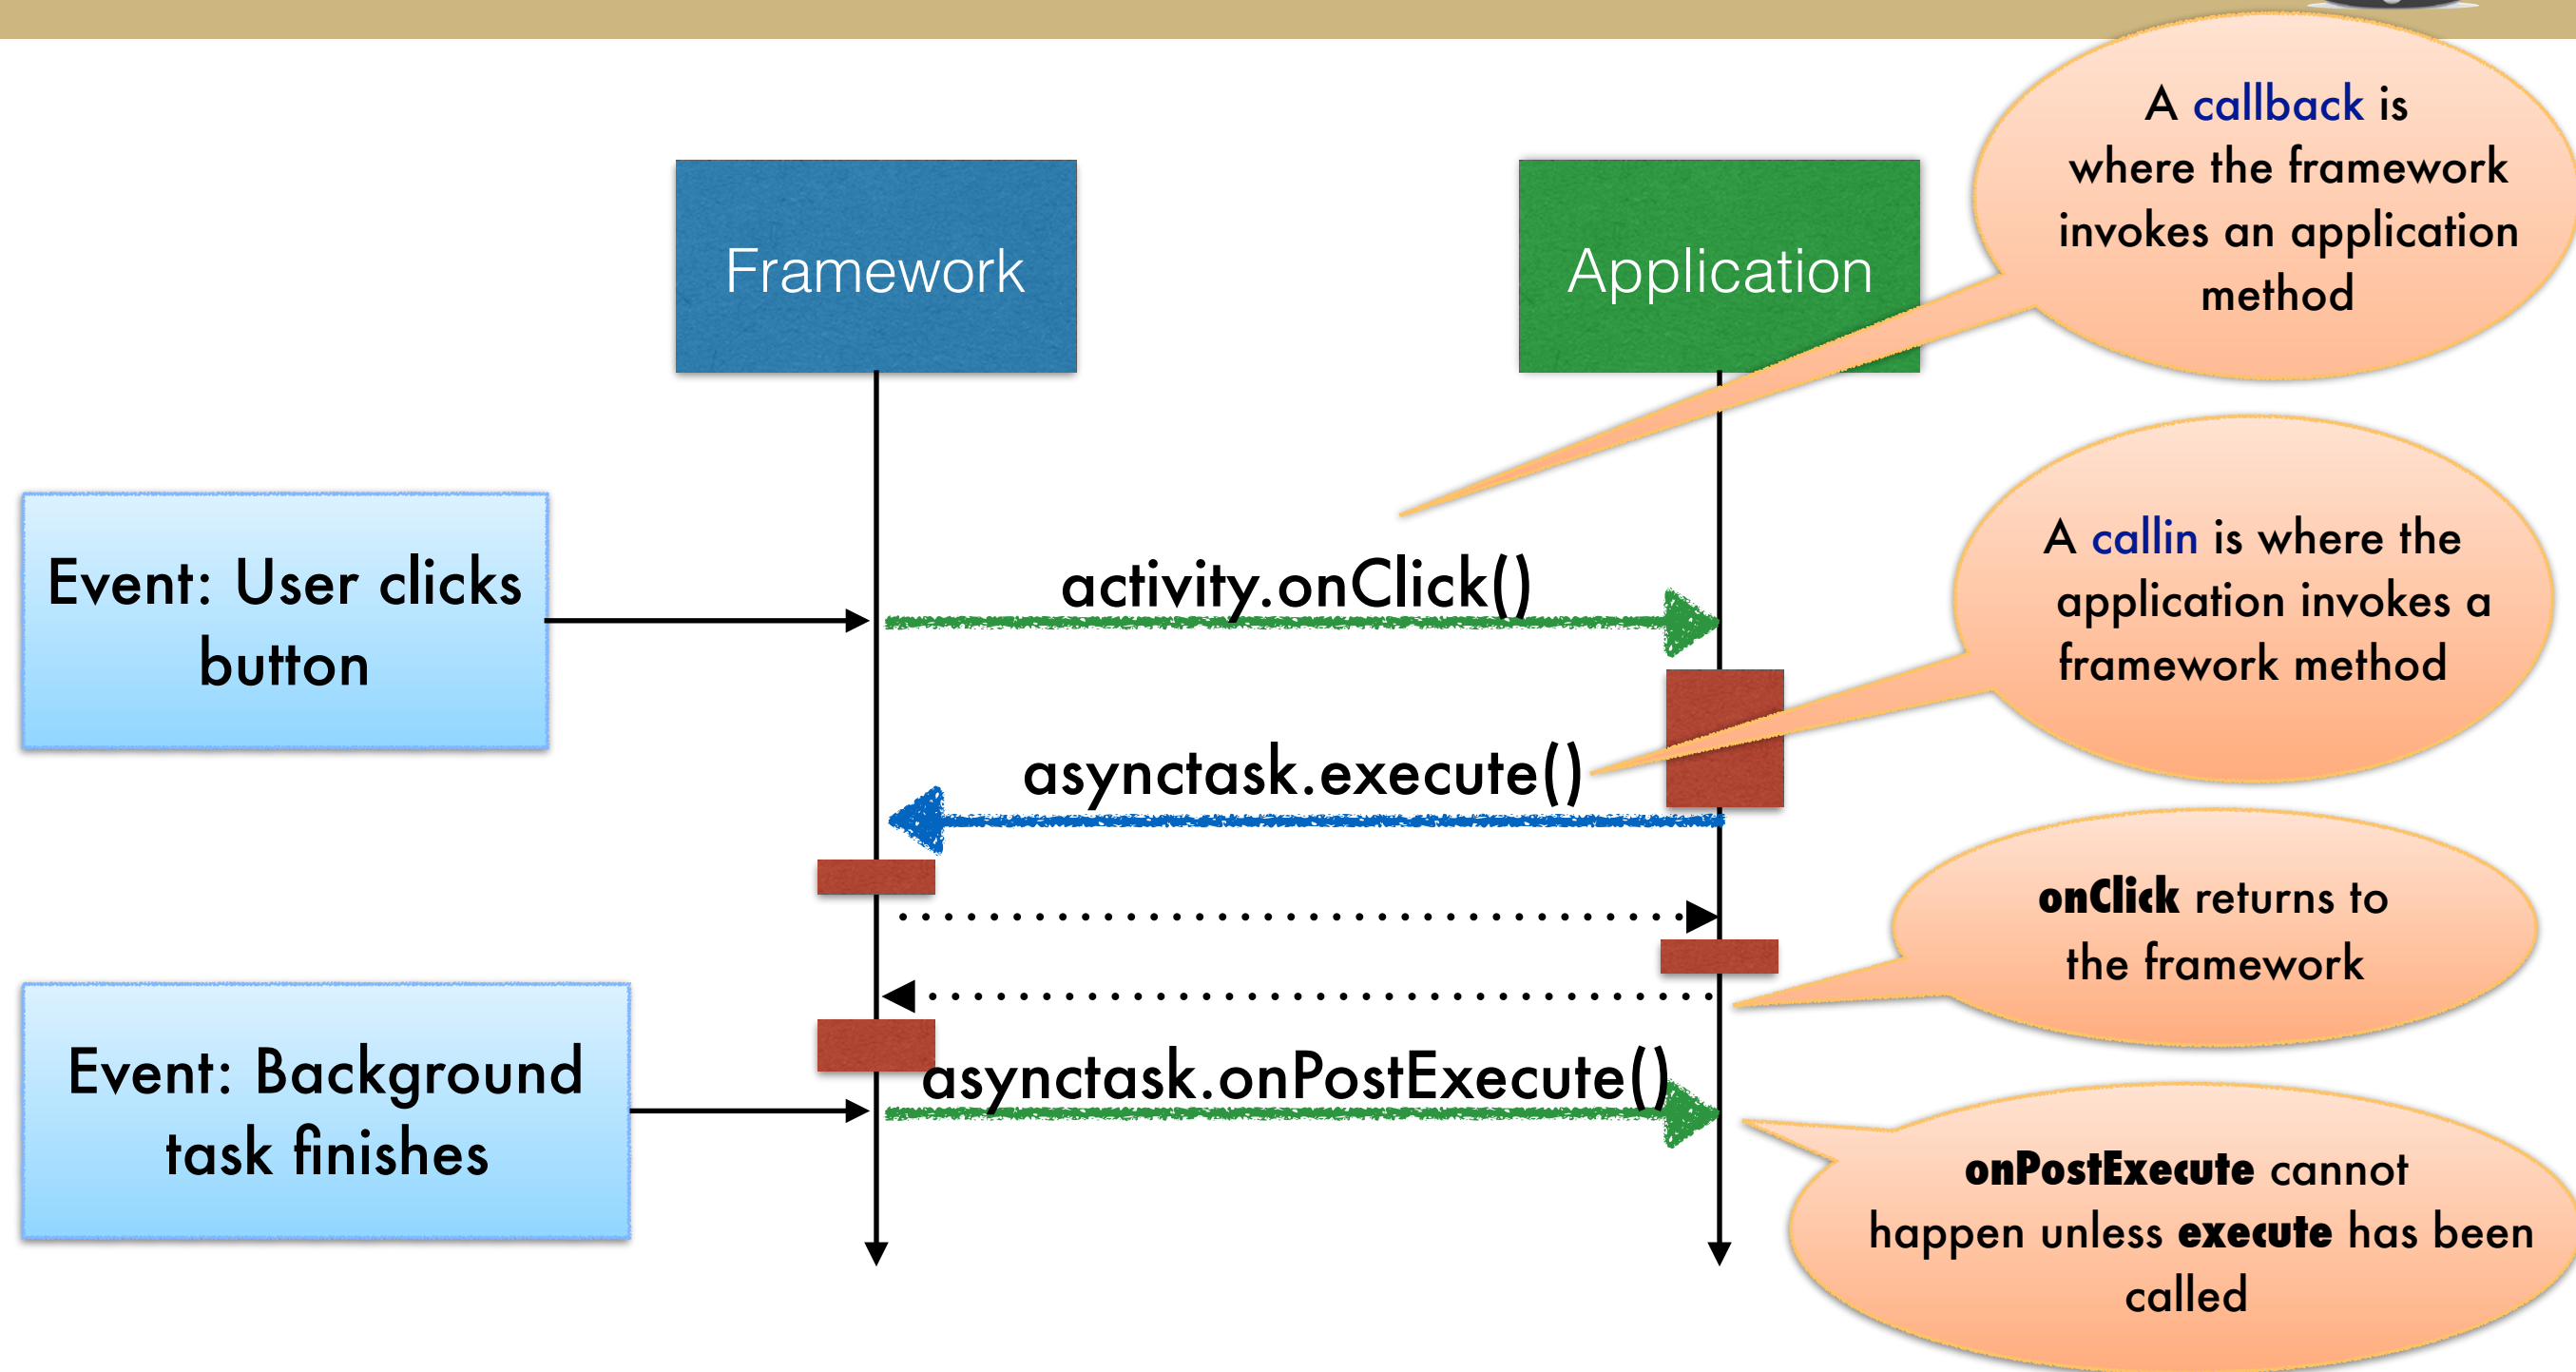 Framework
Application
A callback is
where the framework
invokes an application
method
Event: User clicks
button
activity.onClick()
A callin is where the
application invokes a
framework method
asynctask.execute()
onClick returns to
the framework
Event: Background
task finishes
asynctask.onPostExecute()
onPostExecute cannot
happen unless execute has been
called